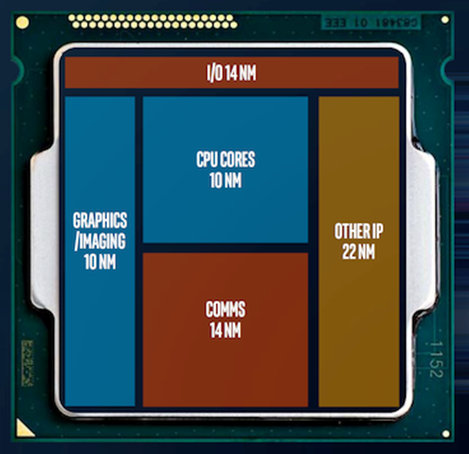 I/O 14 NM
CPU CORES
10 NM
GRAPHICS
/IMAGING
10 NM
OTHER IP
22 NM
COMMS
14 NM
1152